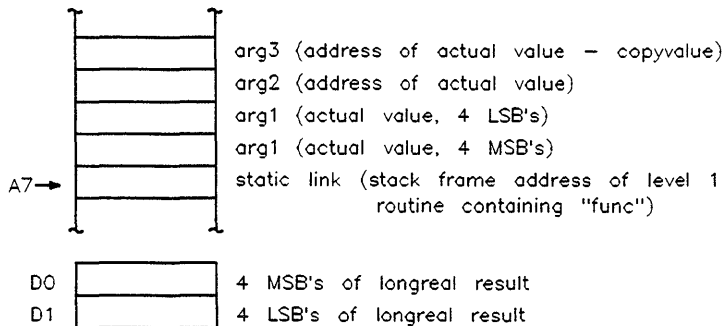 arg3 (address of actual value – copyvalue)
arg2 (address of actual value)
arg1 (actual value, 4 LSB's)
arg1 (actual value, 4 MSB's)
A7 static link (stack frame address of level 1
routine containing "func")
D0 4 MSB's of longreal result
D1 4 LSB's of longreal result